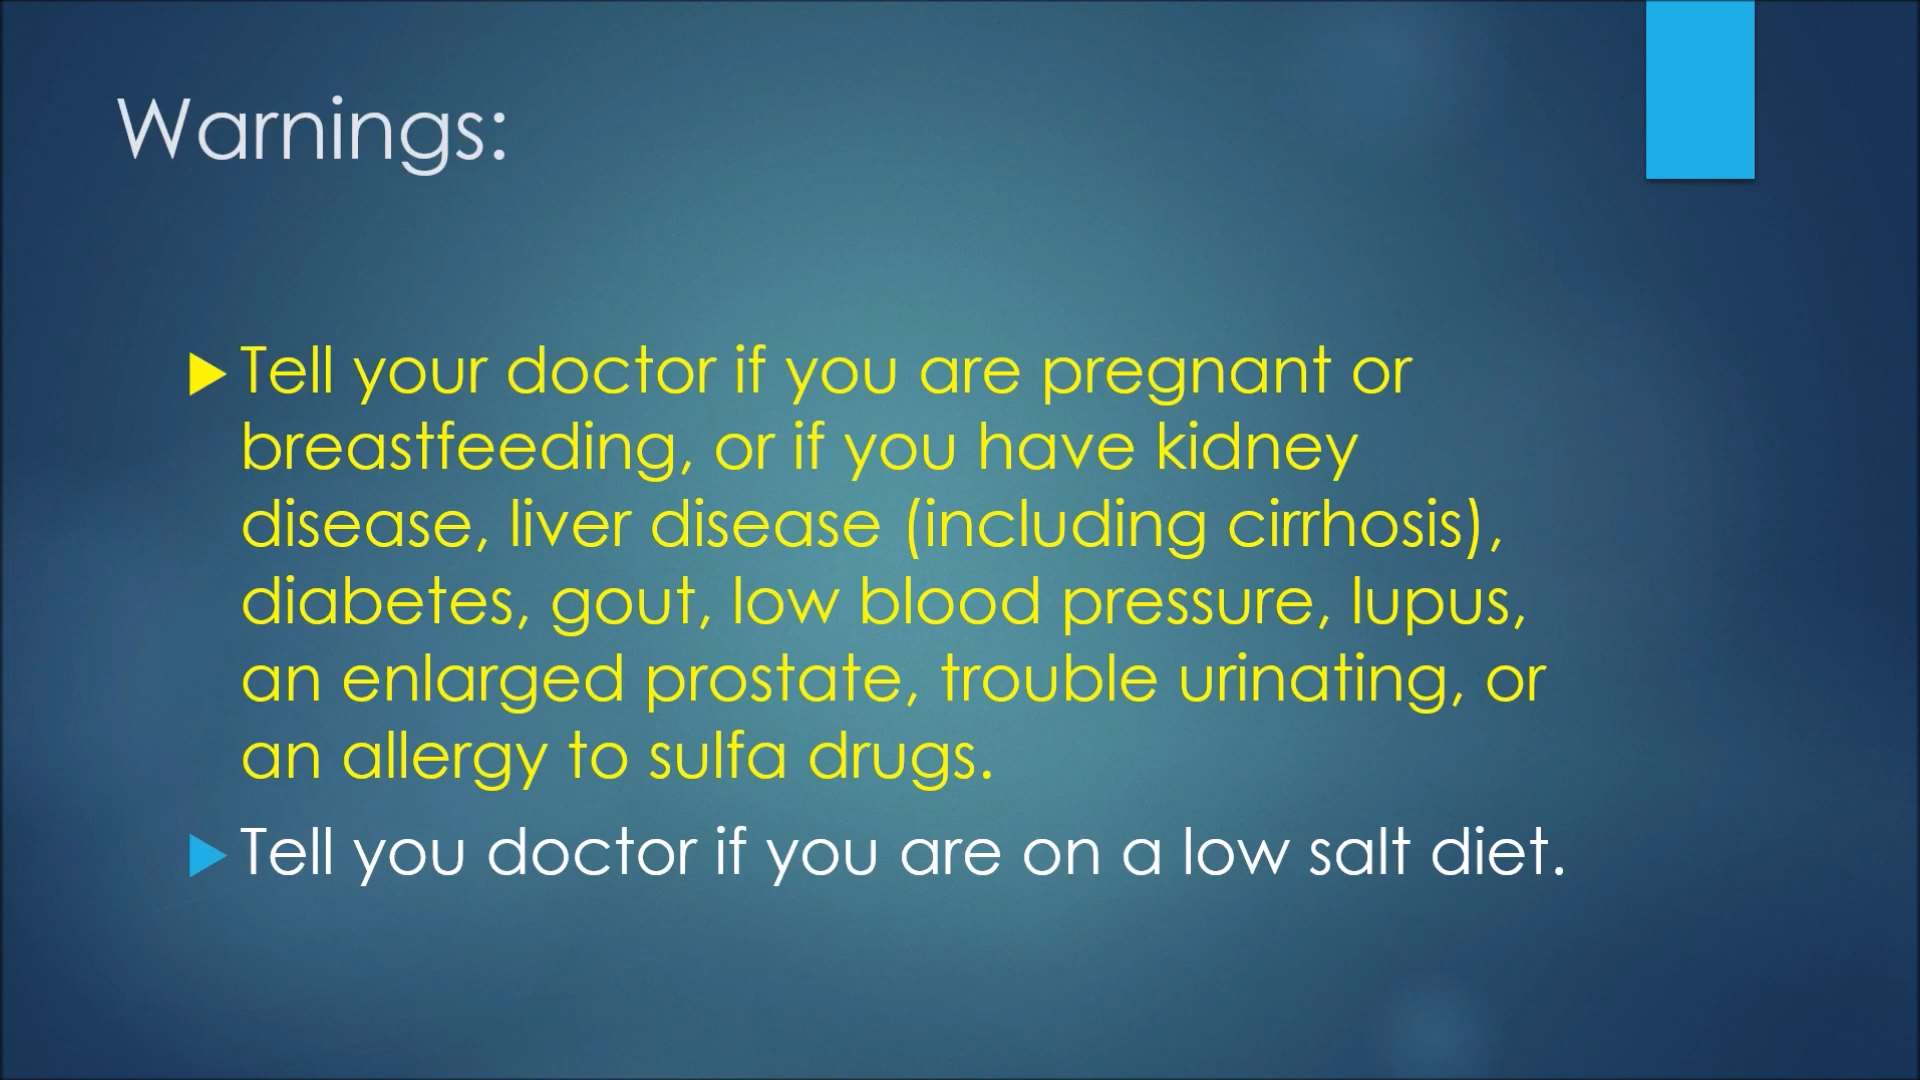 Warnings:
Tell your doctor if you are pregnant or
breastfeeding, or if you have kidney
disease, liver disease (including cirrhosis),
diabetes, gout, low blood pressure, lupus,
an enlarged prostate, trouble urinating, or
an allergy to sulfa drugs.
Tell you doctor if you are on a low salt diet.